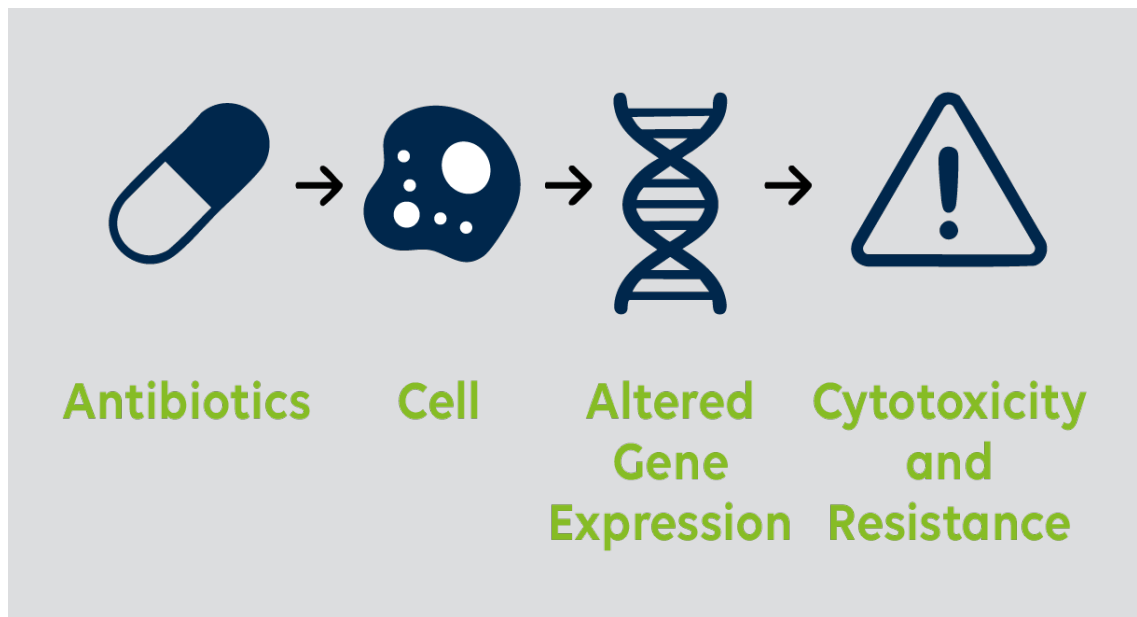 Antibiotics
Cell
Altered
Gene
Expression
Cytotoxicity
and
Resistance